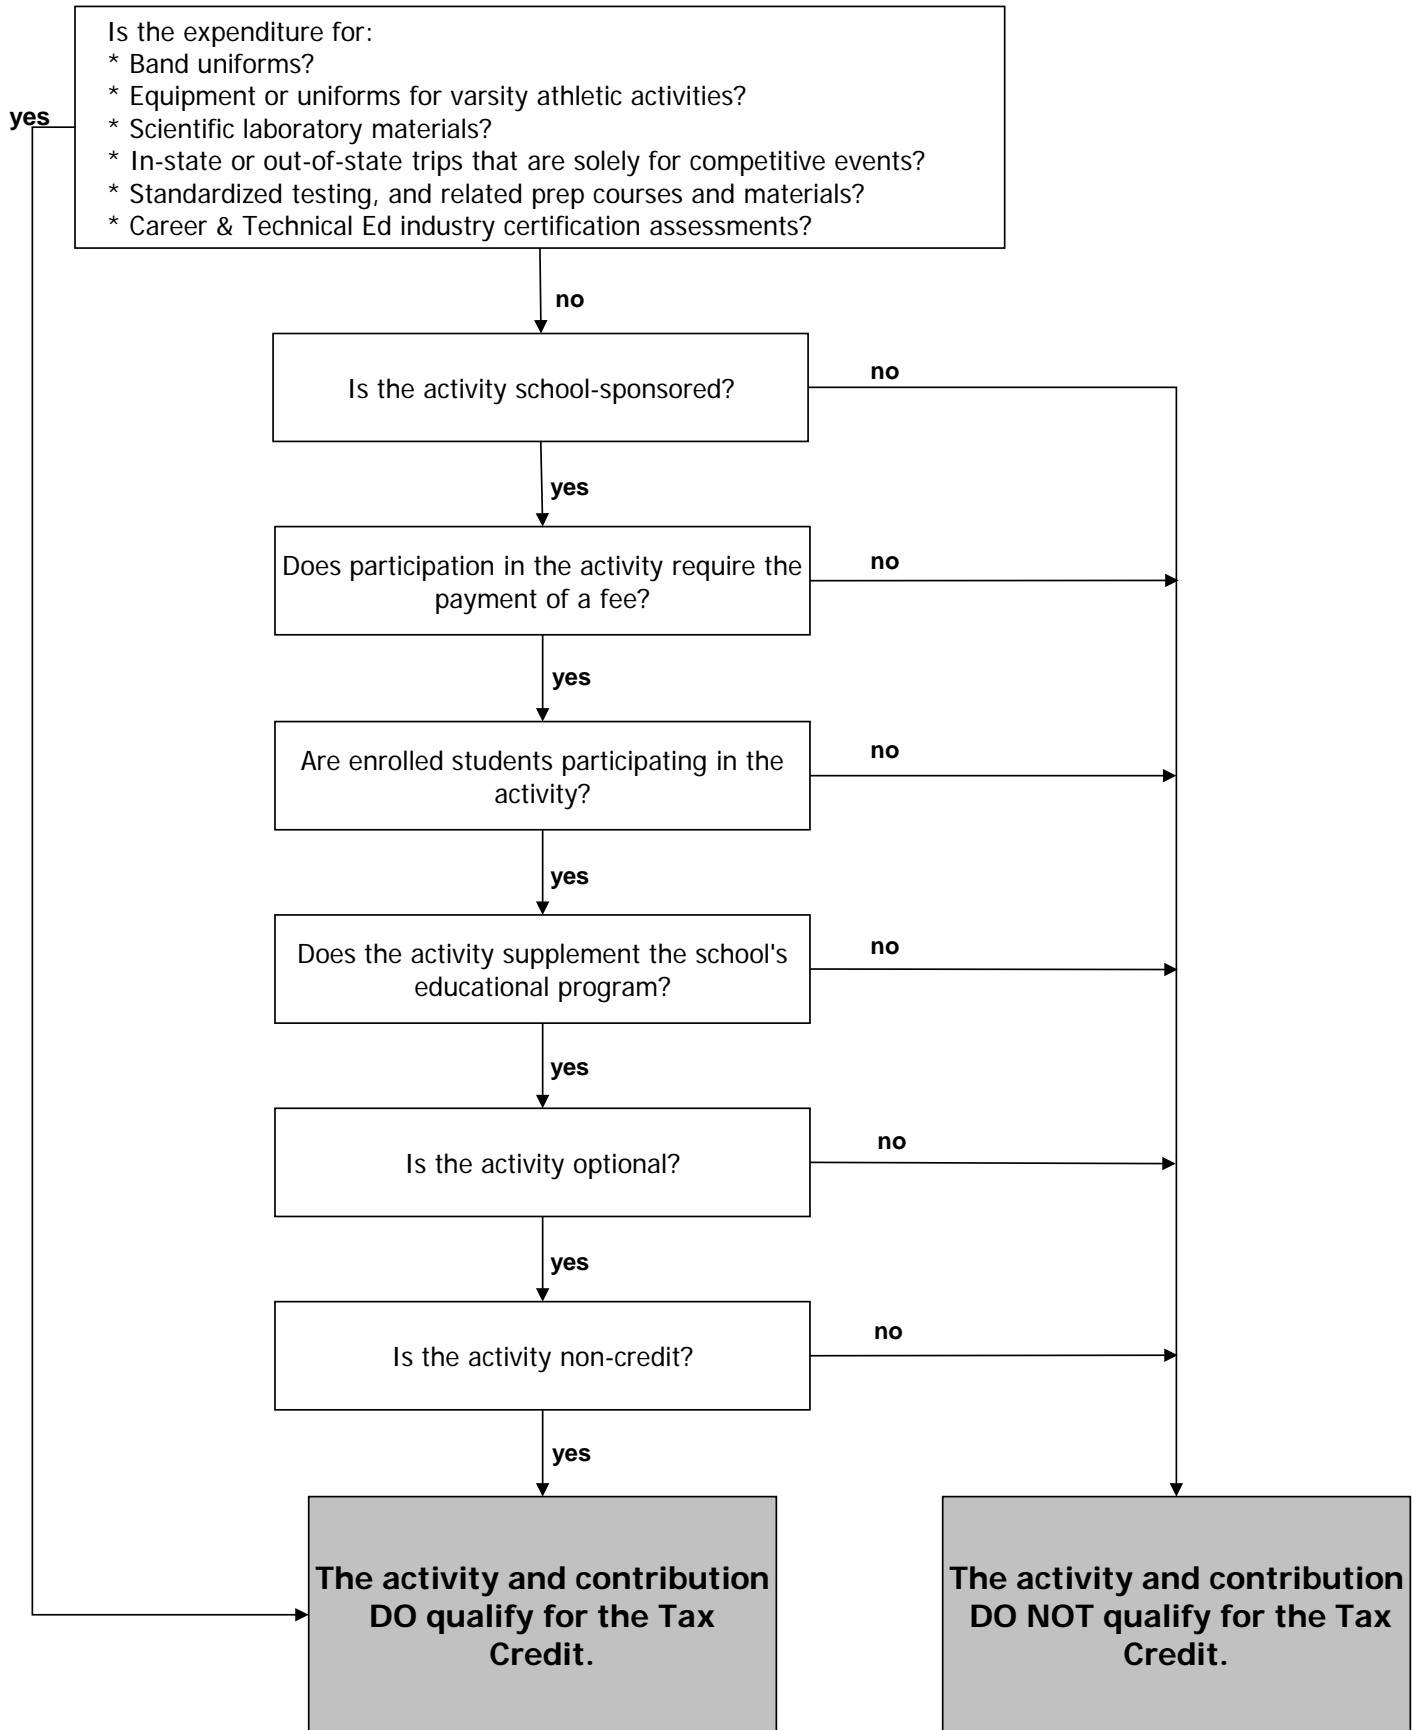 Is the expenditure for:
* Band uniforms?
* Equipment or uniforms for varsity athletic activities?
yes
* Scientific laboratory materials?
* In-state or out-of-state trips that are solely for competitive events?
* Standardized testing, and related prep courses and materials?
* Career & Technical Ed industry certification assessments?
no
Is the activity school-sponsored?
no
yes
Does participation in the activity require the
payment of a fee?
no
yes
Are enrolled students participating in the
activity?
no
yes
Does the activity supplement the school's
educational program?
no
yes
Is the activity optional?
no
yes
Is the activity non-credit?
no
yes
The activity and contribution
DO qualify for the Tax
Credit.
The activity and contribution
DO NOT qualify for the Tax
Credit.